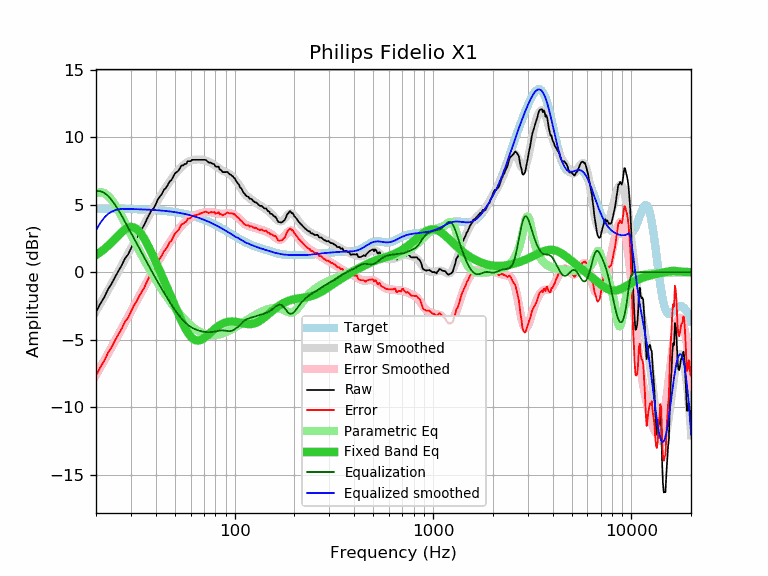 Philips Fidelio X1
15
10
5
0
−5
−10
−15
Amplitude (dBr)
Target
Raw Smoothed
Error Smoothed
Raw
Error
Parametric Eq
Fixed Band Eq
Equalization
Equalized smoothed
100
1000
10000
Frequency (Hz)